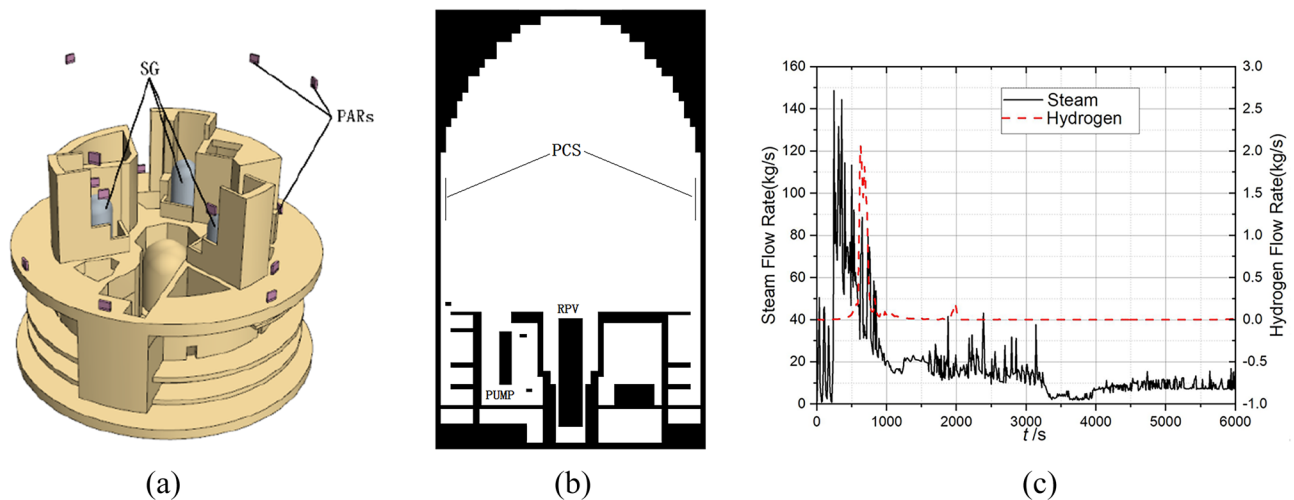 SG
PARs
(a)
PCS
RPV
PUMP
(b)
Steam
Hydrogen
Steam Flow Rate(kg/s)
160
140
120
100
80
60
40
20
0
Hydrogen Flow Rate(kg/s)
3.0
2.5
2.0
1.5
1.0
0.5
0.0
-0.5
-1.0
0 1000 2000 3000 4000 5000 6000
t /s
(c)